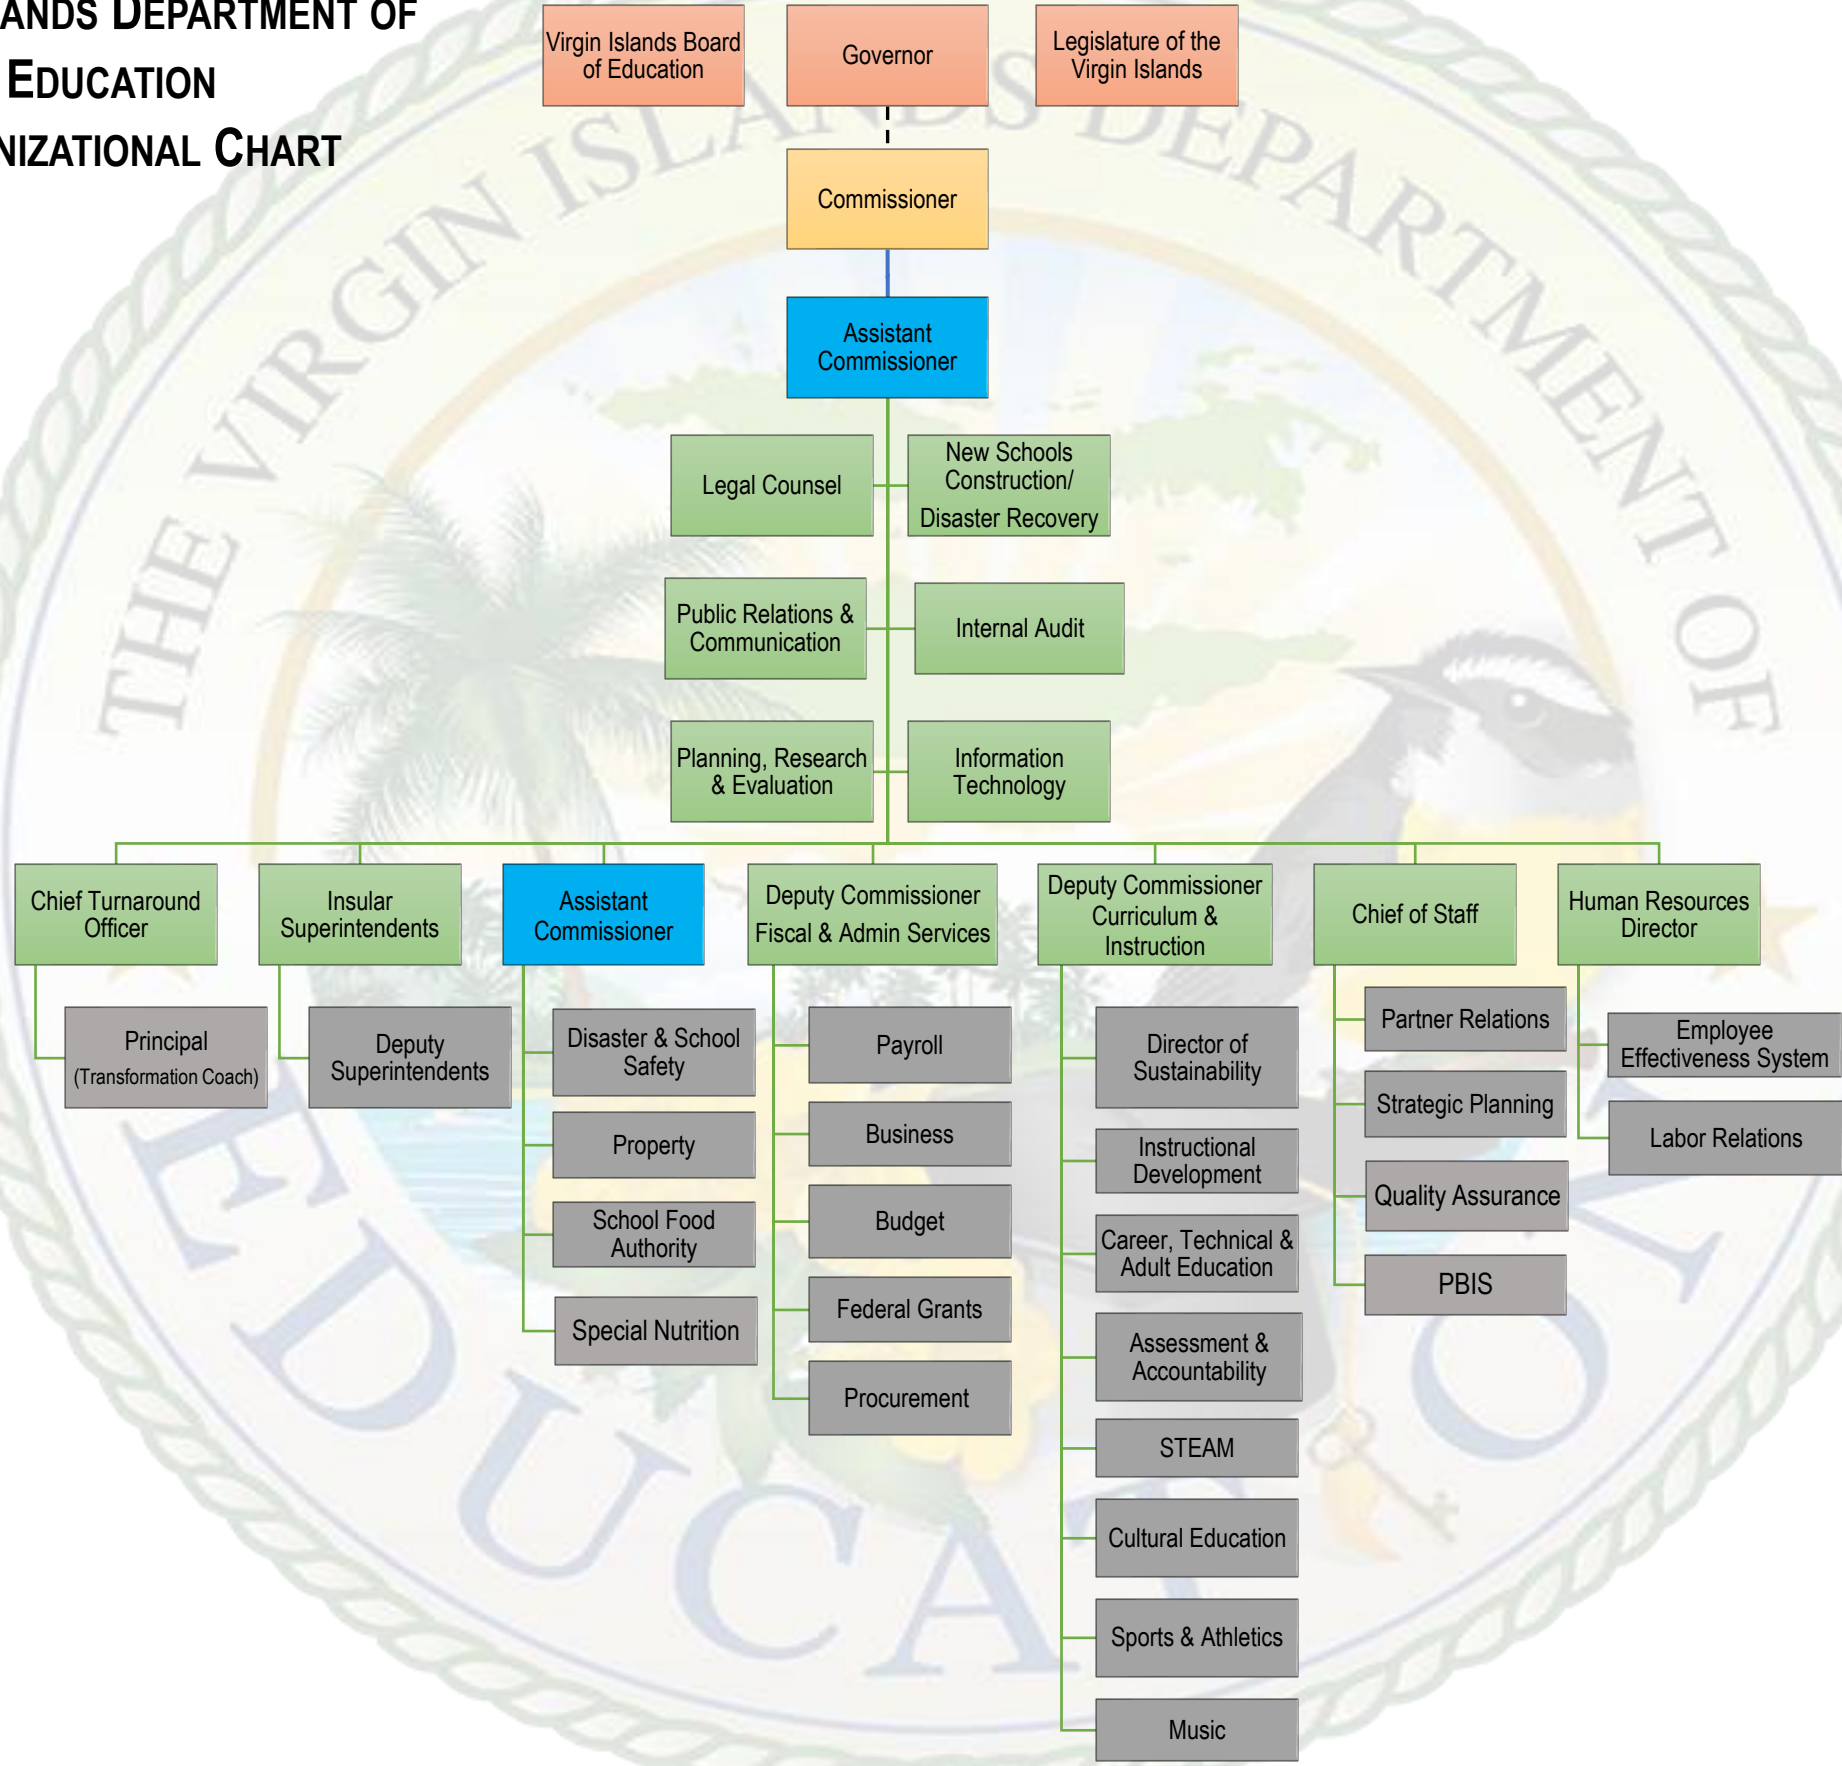 ANDS DEPARTMENT OF
EDUCATION
NIZATIONAL CHART
Virgin Islands Board
of Education
Governor
Legislature of the
Virgin Islands
Commissioner
Assistant
Commissioner
Legal Counsel
New Schools
Construction/
Disaster Recovery
Public Relations &
Communication
Internal Audit
Planning, Research
& Evaluation
Information
Technology
Chief Turnaround
Officer
Insular
Superintendents
Assistant
Commissioner
Deputy Commissioner
Fiscal & Admin Services
Deputy Commissioner
Curriculum &
Instruction
Chief of Staff
Human Resources
Director
Principal
(Transformation Coach)
Deputy
Superintendents
Disaster & School
Safety
Property
School Food
Authority
Special Nutrition
Payroll
Business
Budget
Federal Grants
Procurement
Director of
Sustainability
Instructional
Development
Career, Technical &
Adult Education
Assessment &
Accountability
STEAM
Cultural Education
Sports & Athletics
Music
Partner Relations
Strategic Planning
Quality Assurance
PBIS
Employee
Effectiveness System
Labor Relations
THE VIRGIN ISLANDS DEPARTMENT OF
EDUCATION